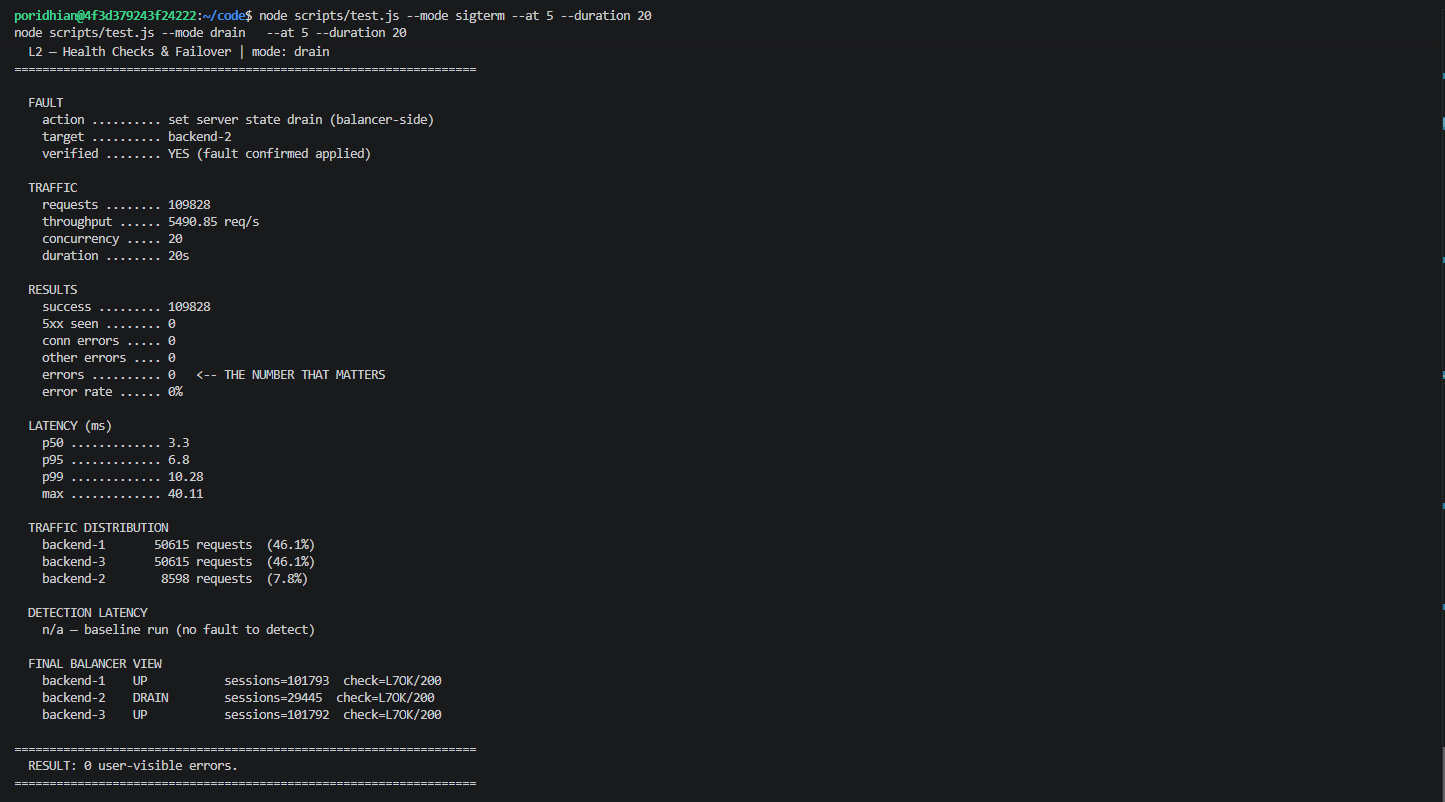 poridhian@4f3d379243f24222:~/code$ node scripts/test.js --mode sigterm --at 5 --duration 20
node scripts/test.js --mode drain   --at 5 --duration 20
  L2 — Health Checks & Failover | mode: drain
==================================================================

  FAULT
    action .......... set server state drain (balancer-side)
    target .......... backend-2
    verified ........ YES (fault confirmed applied)

  TRAFFIC
    requests ........ 109828
    throughput ...... 5490.85 req/s
    concurrency ..... 20
    duration ........ 20s

  RESULTS
    success ......... 109828
    5xx seen ........ 0
    conn errors ..... 0
    other errors .... 0
    errors .......... 0   <-- THE NUMBER THAT MATTERS
    error rate ...... 0%

  LATENCY (ms)
    p50 ............. 3.3
    p95 ............. 6.8
    p99 ............. 10.28
    max ............. 40.11

  TRAFFIC DISTRIBUTION
    backend-1       50615 requests  (46.1%)
    backend-3       50615 requests  (46.1%)
    backend-2        8598 requests  (7.8%)

  DETECTION LATENCY
    n/a — baseline run (no fault to detect)

  FINAL BALANCER VIEW
    backend-1    UP           sessions=101793  check=L7OK/200
    backend-2    DRAIN        sessions=29445  check=L7OK/200
    backend-3    UP           sessions=101792  check=L7OK/200

==================================================================
  RESULT: 0 user-visible errors.
==================================================================